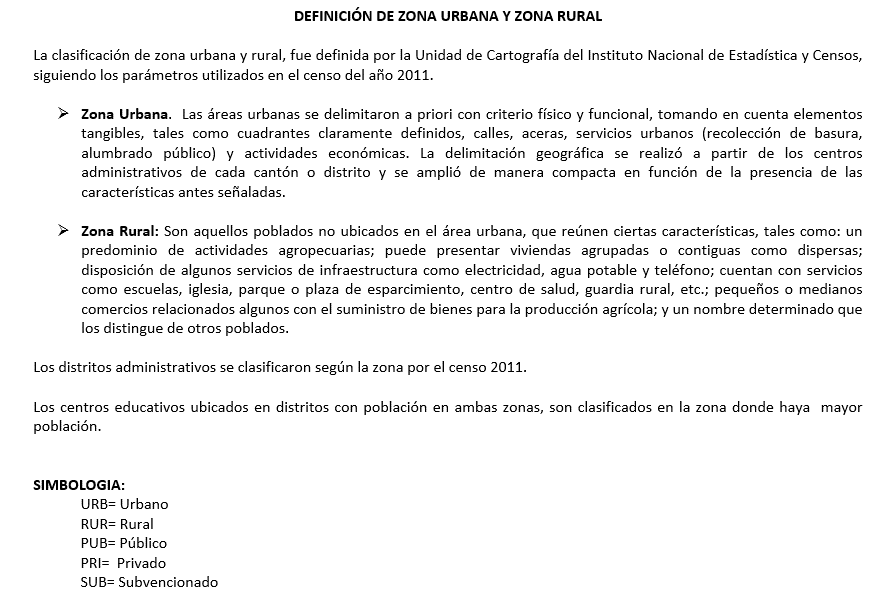 DEFINICIÓN DE ZONA URBANA Y ZONA RURAL
La clasificación de zona urbana y rural, fue definida por la Unidad de Cartografía del Instituto Nacional de Estadística y Censos,
siguiendo los parámetros utilizados en el censo del año 2011.
➢ Zona Urbana.  Las áreas urbanas se delimitaron a priori con criterio físico y funcional, tomando en cuenta elementos
tangibles, tales como cuadrantes claramente definidos, calles, aceras, servicios urbanos (recolección de basura,
alumbrado público) y actividades económicas. La delimitación geográfica se realizó a partir de los centros
administrativos de cada cantón o distrito y se amplió de manera compacta en función de la presencia de las
características antes señaladas.
➢ Zona Rural: Son aquellos poblados no ubicados en el área urbana, que reúnen ciertas características, tales como: un
predominio de actividades agropecuarias; puede presentar viviendas agrupadas o contiguas como dispersas;
disposición de algunos servicios de infraestructura como electricidad, agua potable y teléfono; cuentan con servicios
como escuelas, iglesia, parque o plaza de esparcimiento, centro de salud, guardia rural, etc.; pequeños o medianos
comercios relacionados algunos con el suministro de bienes para la producción agrícola; y un nombre determinado que
los distingue de otros poblados.
Los distritos administrativos se clasificaron según la zona por el censo 2011.
Los centros educativos ubicados en distritos con población en ambas zonas, son clasificados en la zona donde haya  mayor
población.
SIMBOLOGIA:
URB= Urbano
RUR= Rural
PUB= Público
PRI=  Privado
SUB= Subvencionado